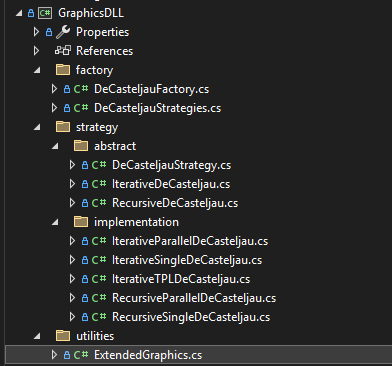 C# GraphicsDLL
Properties
References
factory
C# DeCasteljauFactory.cs
C# DeCasteljauStrategies.cs
strategy
abstract
C# DeCasteljauStrategy.cs
C# IterativeDeCasteljau.cs
C# RecursiveDeCasteljau.cs
implementation
C# IterativeParallelDeCasteljau.cs
C# IterativeSingleDeCasteljau.cs
C# IterativeTPLDeCasteljau.cs
C# RecursiveParallelDeCasteljau.cs
C# RecursiveSingleDeCasteljau.cs
utilities
C# ExtendedGraphics.cs